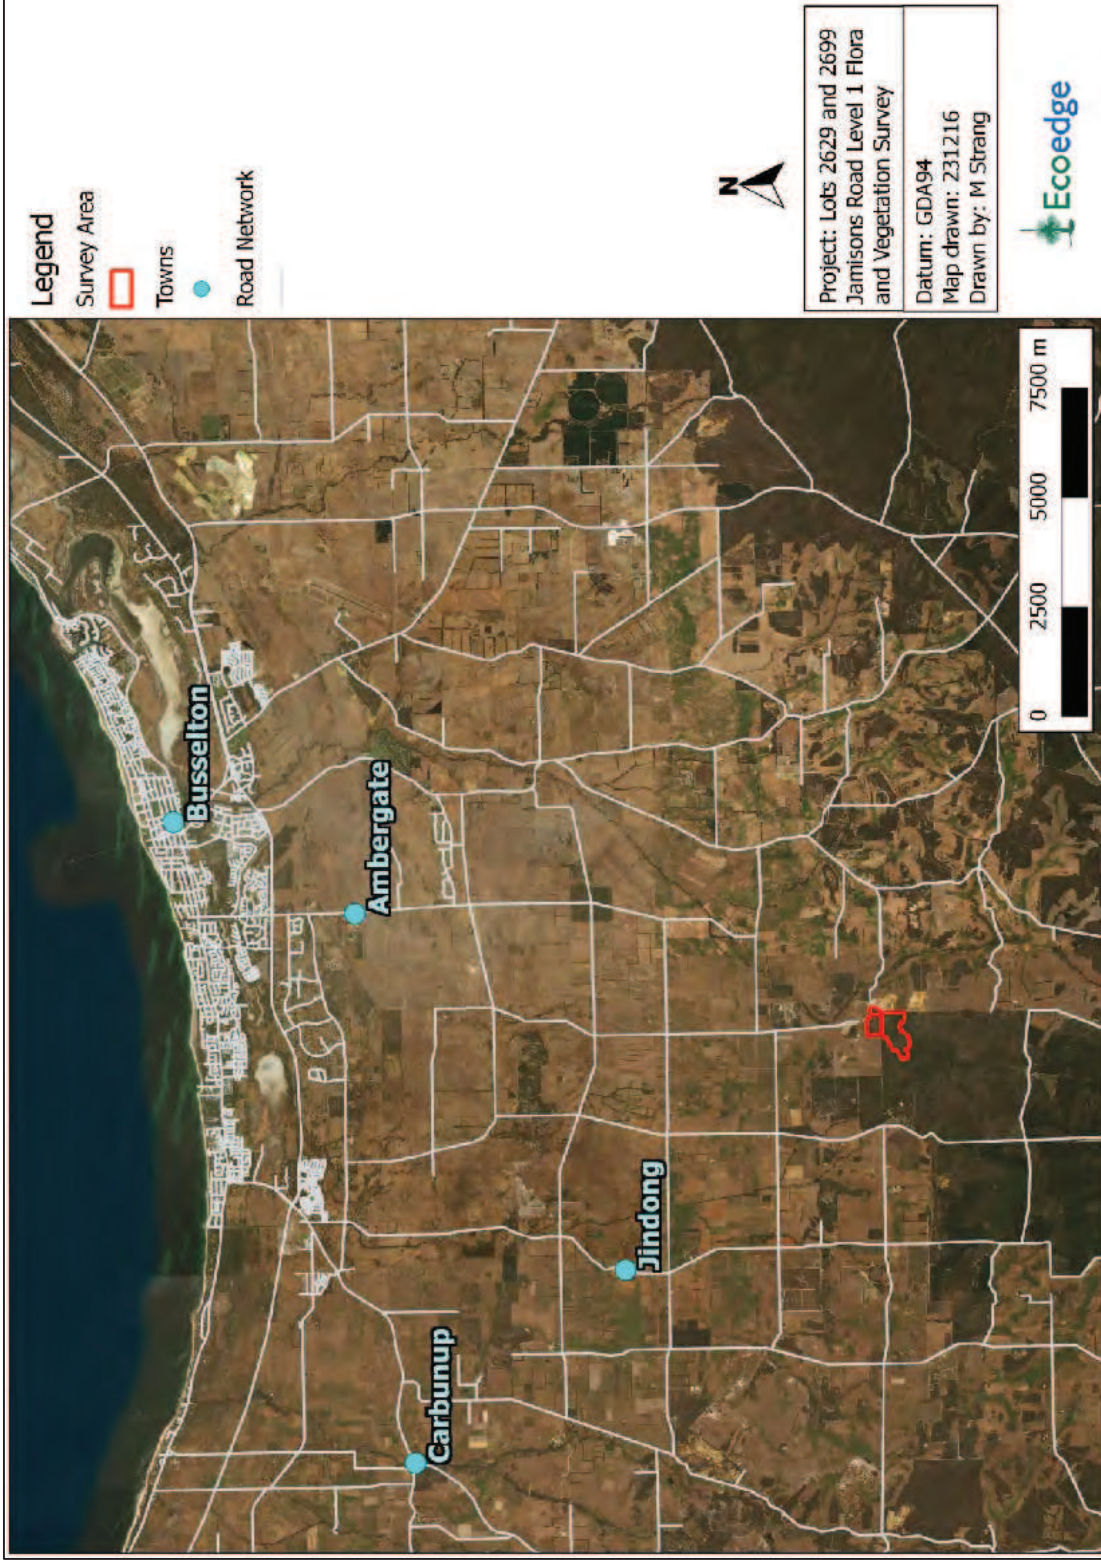 Legend
Survey Area
Towns
Road Network
Busselton
Ambergate
Carbunup
Jindong
N
0 2500 5000 7500 m
Project: Lots 2629 and 2699
Jamisons Road Level 1 Flora
and Vegetation Survey
Datum: GDA94
Map drawn: 231216
Drawn by: M Strang
Ecoedge